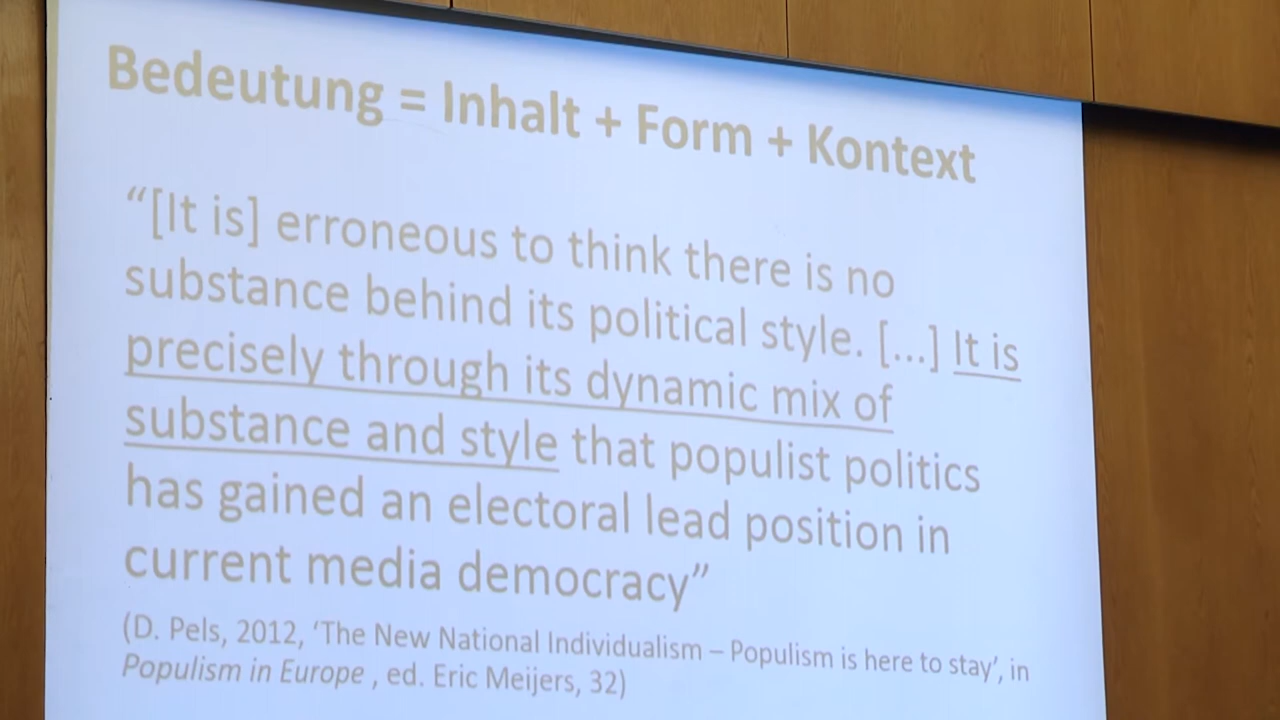 Bedeutung = Inhalt + Form + Kontext
“[It is] erroneous to think there is no
substance behind its political style. [...] It is
precisely through its dynamic mix of
substance and style that populist politics
has gained an electoral lead position in
current media democracy”
(D. Pels, 2012, ‘The New National Individualism – Populism is here to stay’, in
Populism in Europe , ed. Eric Meijers, 32)